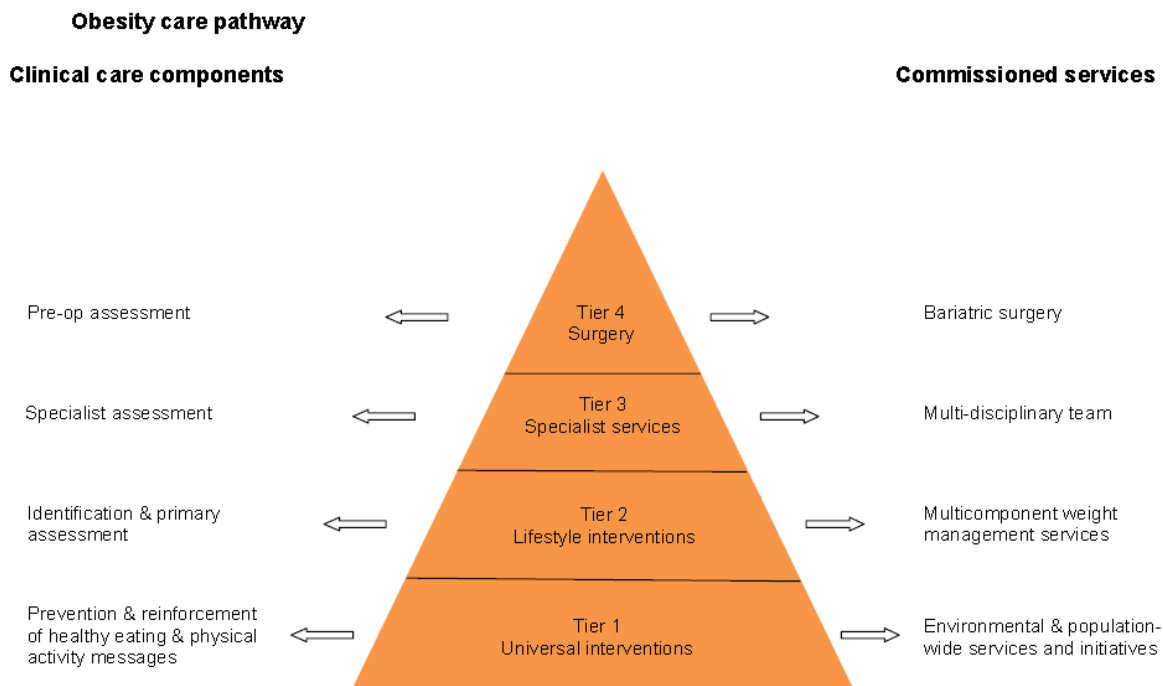 Obesity care pathway
Clinical care components
Commissioned services
Pre-op assessment
Tier 4
Surgery
Bariatric surgery
Specialist assessment
Tier 3
Specialist services
Multi-disciplinary team
Identification & primary
assessment
Tier 2
Lifestyle interventions
Multicomponent weight
management services
Prevention & reinforcement
of healthy eating & physical
activity messages
Tier 1
Universal interventions
Environmental & population-
wide services and initiatives